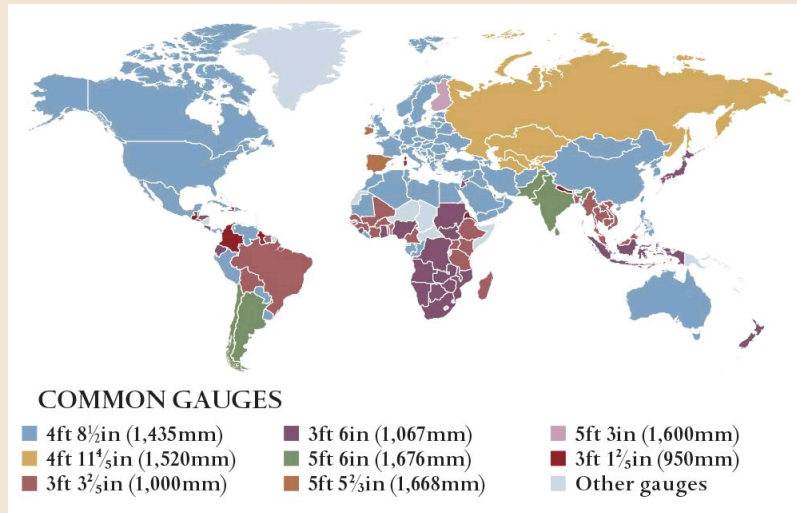 COMMON GAUGES
4ft 8½in (1,435mm)
4ft 11⅘in (1,520mm)
3ft 3⅖in (1,000mm)
3ft 6in (1,067mm)
5ft 6in (1,676mm)
5ft 5⅔in (1,668mm)
5ft 3in (1,600mm)
3ft 1⅖in (950mm)
Other gauges